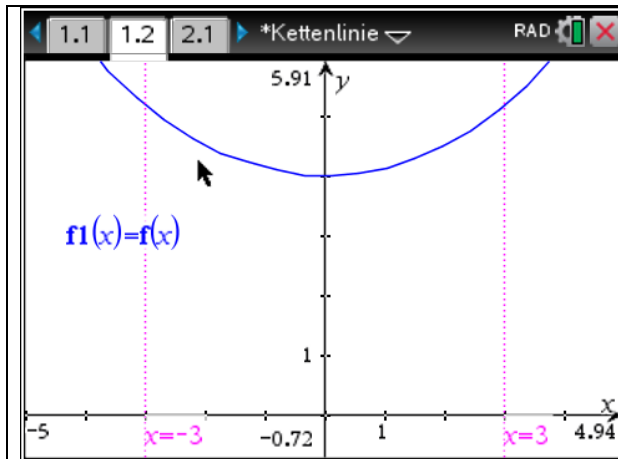 1.1 1.2 2.1 *Kettenlinie RAD
5.91 y
f1(x)=f(x)
1
-5 x=-3 -0.72 1 x=3 4.94 x